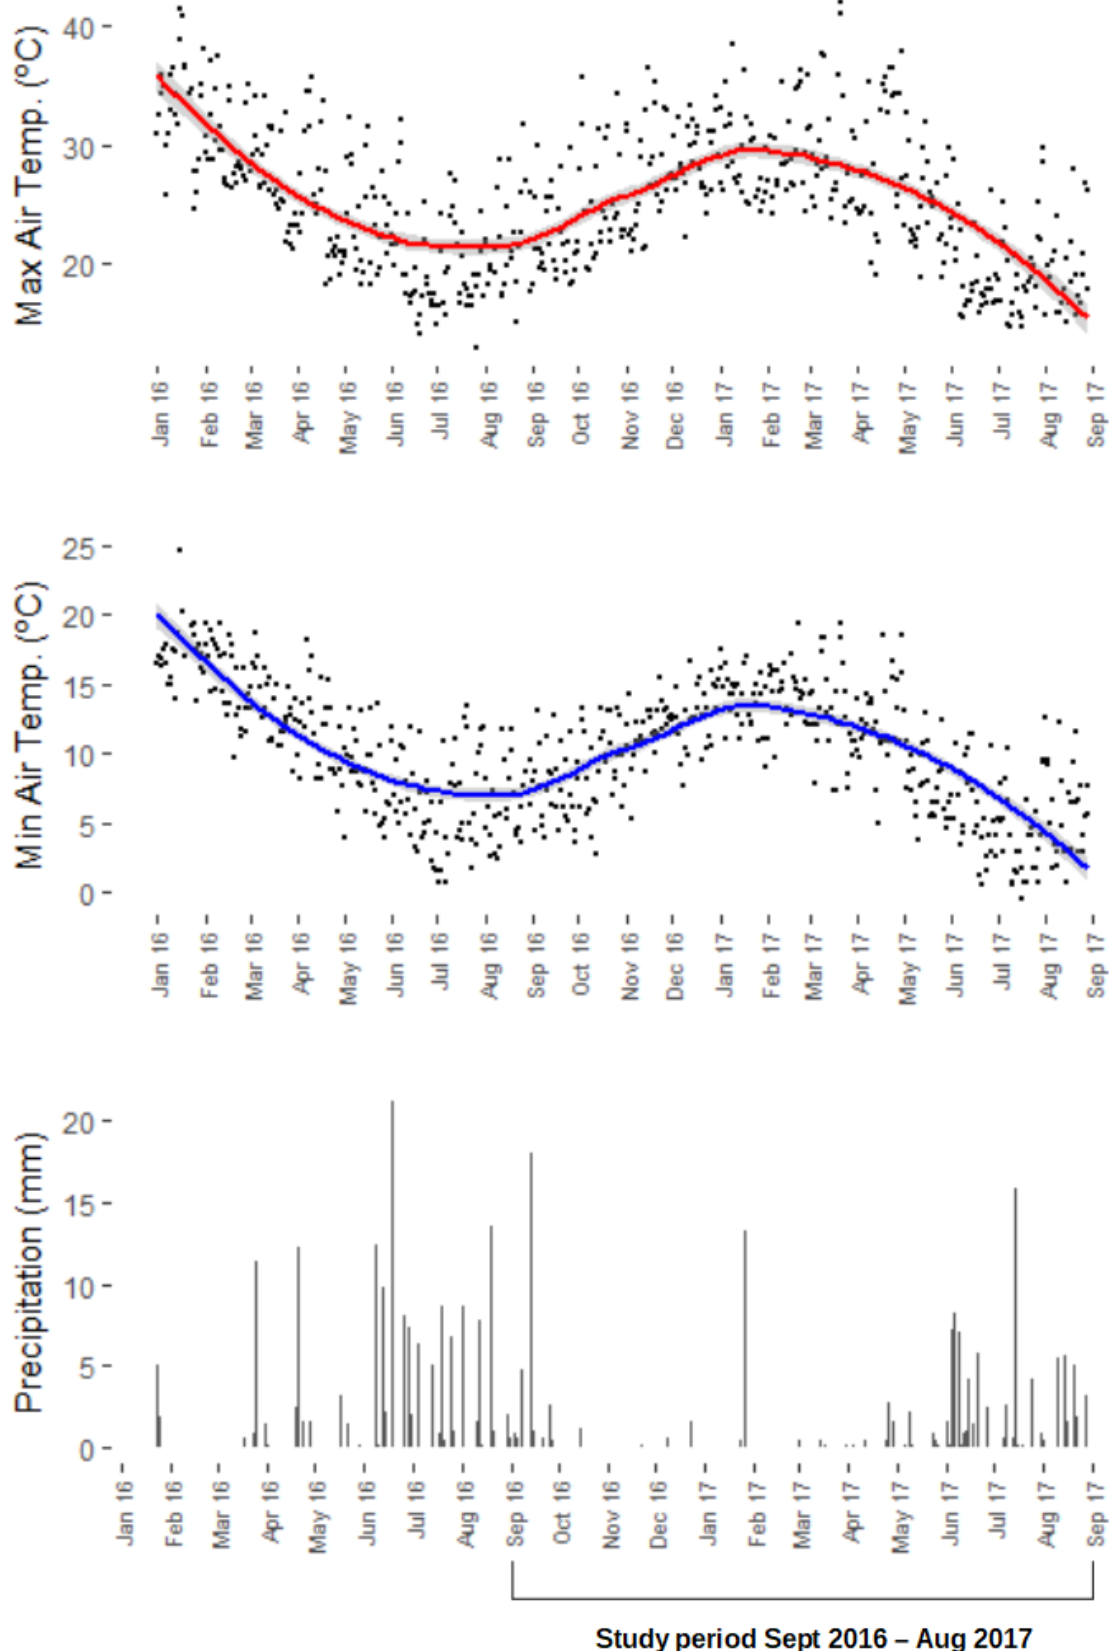 Max Air Temp. (ºC)
40
30
20
Jan 16
Feb 16
Mar 16
Apr 16
May 16
Jun 16
Jul 16
Aug 16
Sep 16
Oct 16
Nov 16
Dec 16
Jan 17
Feb 17
Mar 17
Apr 17
May 17
Jun 17
Jul 17
Aug 17
Sep 17
Min Air Temp. (ºC)
25
20
15
10
5
0
Jan 16
Feb 16
Mar 16
Apr 16
May 16
Jun 16
Jul 16
Aug 16
Sep 16
Oct 16
Nov 16
Dec 16
Jan 17
Feb 17
Mar 17
Apr 17
May 17
Jun 17
Jul 17
Aug 17
Sep 17
Precipitation (mm)
20
15
10
5
0
Jan 16
Feb 16
Mar 16
Apr 16
May 16
Jun 16
Jul 16
Aug 16
Sep 16
Oct 16
Nov 16
Dec 16
Jan 17
Feb 17
Mar 17
Apr 17
May 17
Jun 17
Jul 17
Aug 17
Sep 17
Study period Sept 2016 – Aug 2017